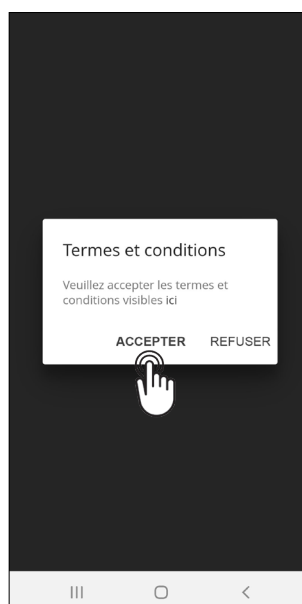 Termes et conditions
Veuillez accepter les termes et
conditions visibles ici
ACCEPTER REFUSER